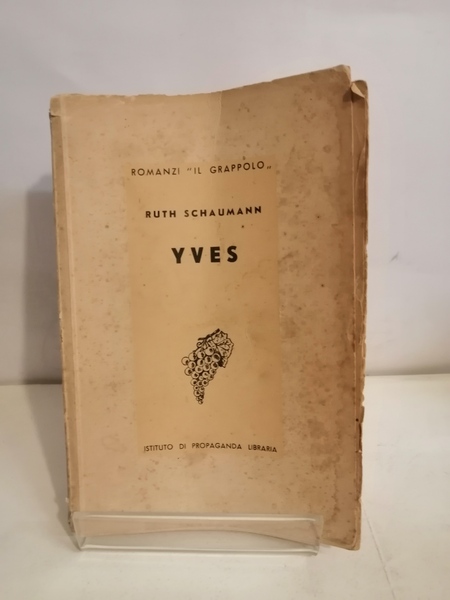 ROMANZI "IL GRAPPOLO„
RUTH SCHAUMANN
YVES
ISTITUTO DI PROPAGANDA LIBRARIA